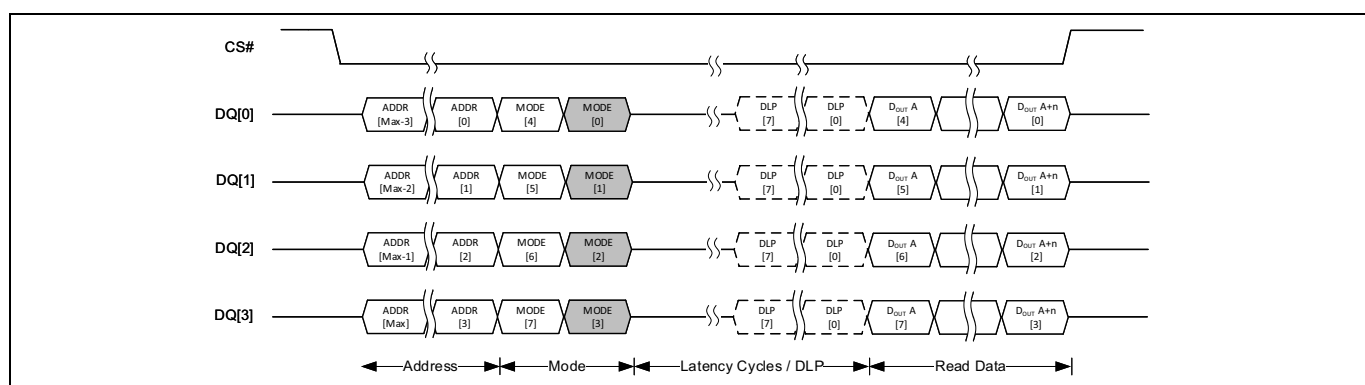 CS#
DQ[0] ADDR [Max-3] ADDR [0] MODE [4] MODE [0] DLP [7] DLP [0] DOUT A [4] DOUT A+n [0]
DQ[1] ADDR [Max-2] ADDR [1] MODE [5] MODE [1] DLP [7] DLP [0] DOUT A [5] DOUT A+n [1]
DQ[2] ADDR [Max-1] ADDR [2] MODE [6] MODE [2] DLP [7] DLP [0] DOUT A [6] DOUT A+n [2]
DQ[3] ADDR [Max] ADDR [3] MODE [7] MODE [3] DLP [7] DLP [0] DOUT A [7] DOUT A+n [3]
Address Mode Latency Cycles / DLP Read Data